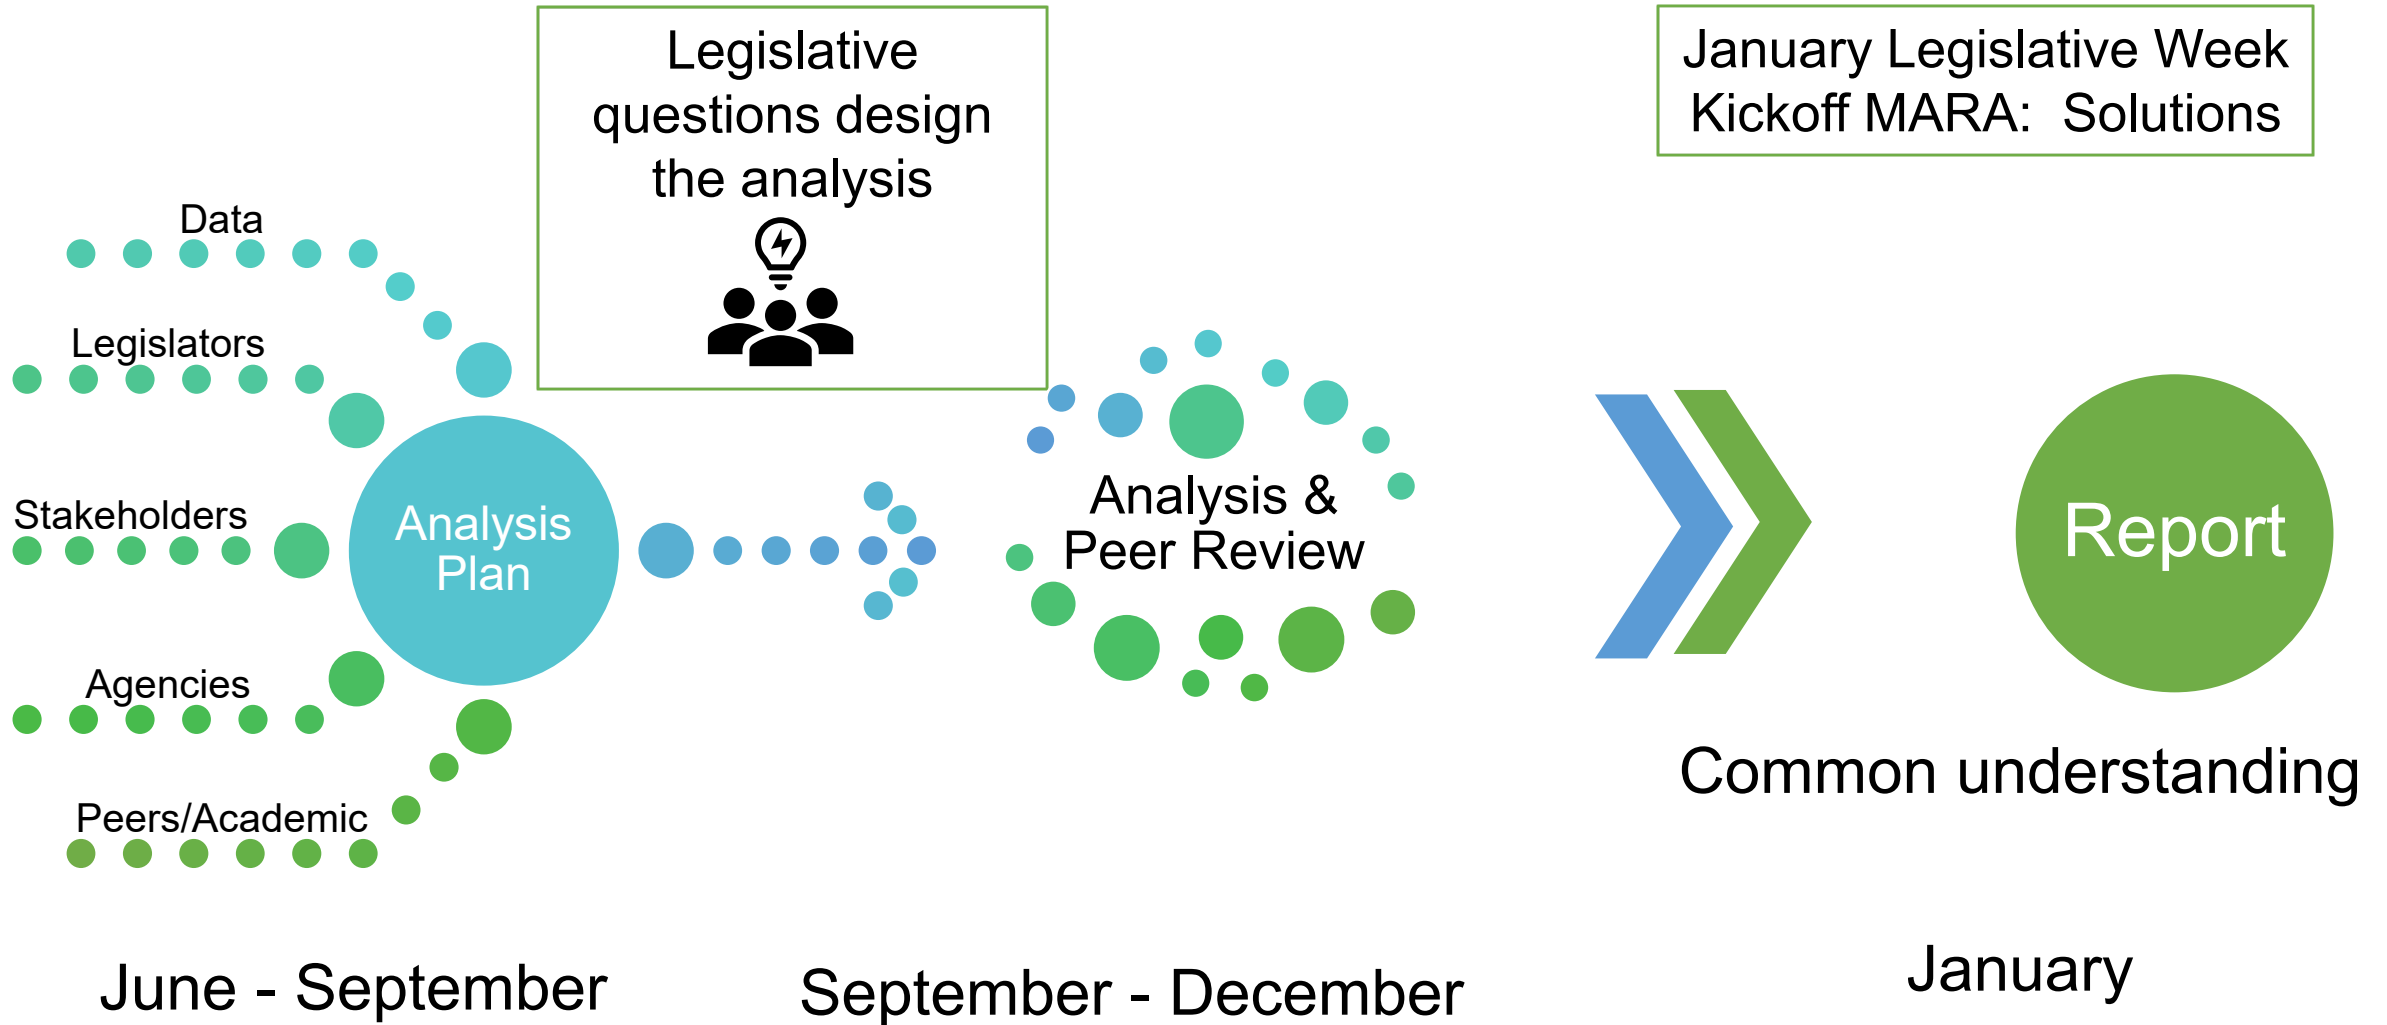 Legislative
questions design
the analysis
January Legislative Week
Kickoff MARA:  Solutions
Data
Legislators
Stakeholders
Agencies
Peers/Academic
Analysis
Plan
Analysis &
Peer Review
Report
Common understanding
June - September
September - December
January